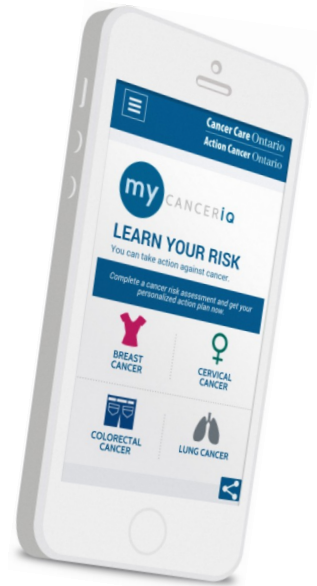 Cancer Care Ontario
Action Cancer Ontario
my CANCERiQ
LEARN YOUR RISK
You can take action against cancer.
Complete a cancer risk assessment and get your
personalized action plan now.
BREAST
CANCER
CERVICAL
CANCER
COLORECTAL
CANCER
LUNG CANCER